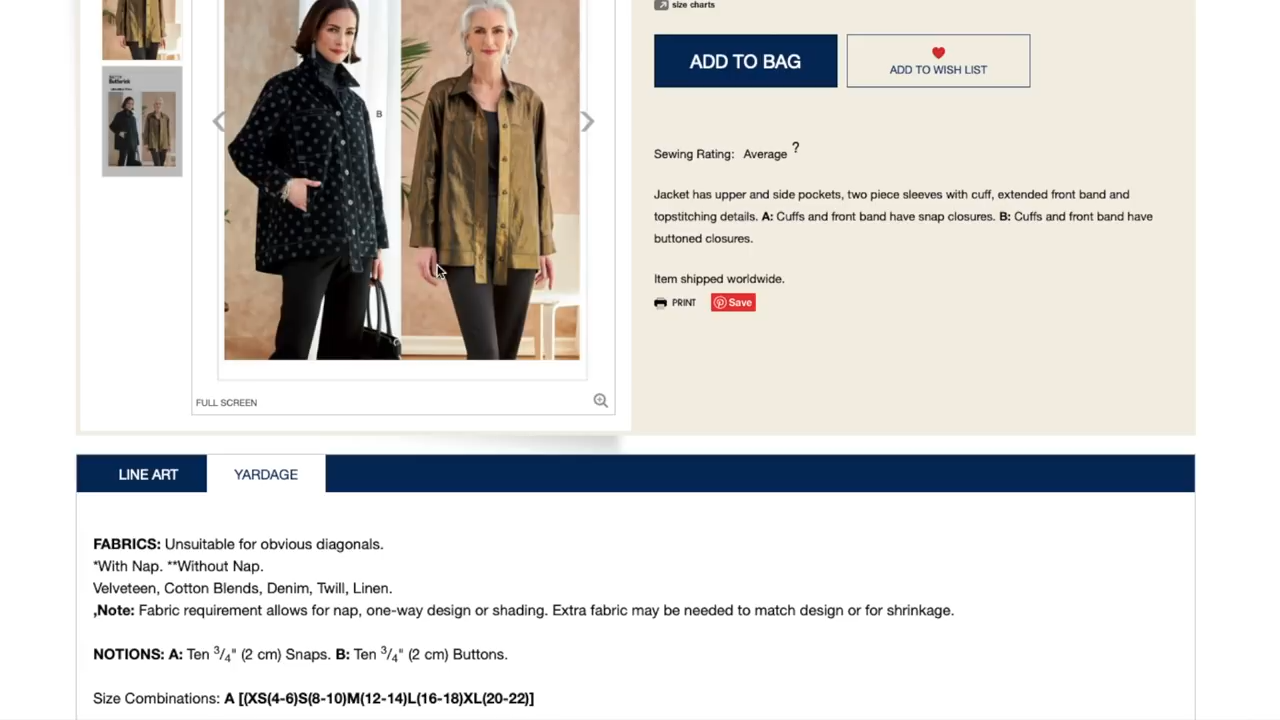 size charts
ADD TO BAG
ADD TO WISH LIST
B
Butterick
Sewing Rating: Average ?
Jacket has upper and side pockets, two piece sleeves with cuff, extended front band and
topstitching details. A: Cuffs and front band have snap closures. B: Cuffs and front band have
buttoned closures.
Item shipped worldwide.
PRINT
Save
FULL SCREEN
LINE ART
YARDAGE
FABRICS: Unsuitable for obvious diagonals.
*With Nap. **Without Nap.
Velveteen, Cotton Blends, Denim, Twill, Linen.
,Note: Fabric requirement allows for nap, one-way design or shading. Extra fabric may be needed to match design or for shrinkage.
NOTIONS: A: Ten 3/4" (2 cm) Snaps. B: Ten 3/4" (2 cm) Buttons.
Size Combinations: A [(XS(4-6)S(8-10)M(12-14)L(16-18)XL(20-22)]